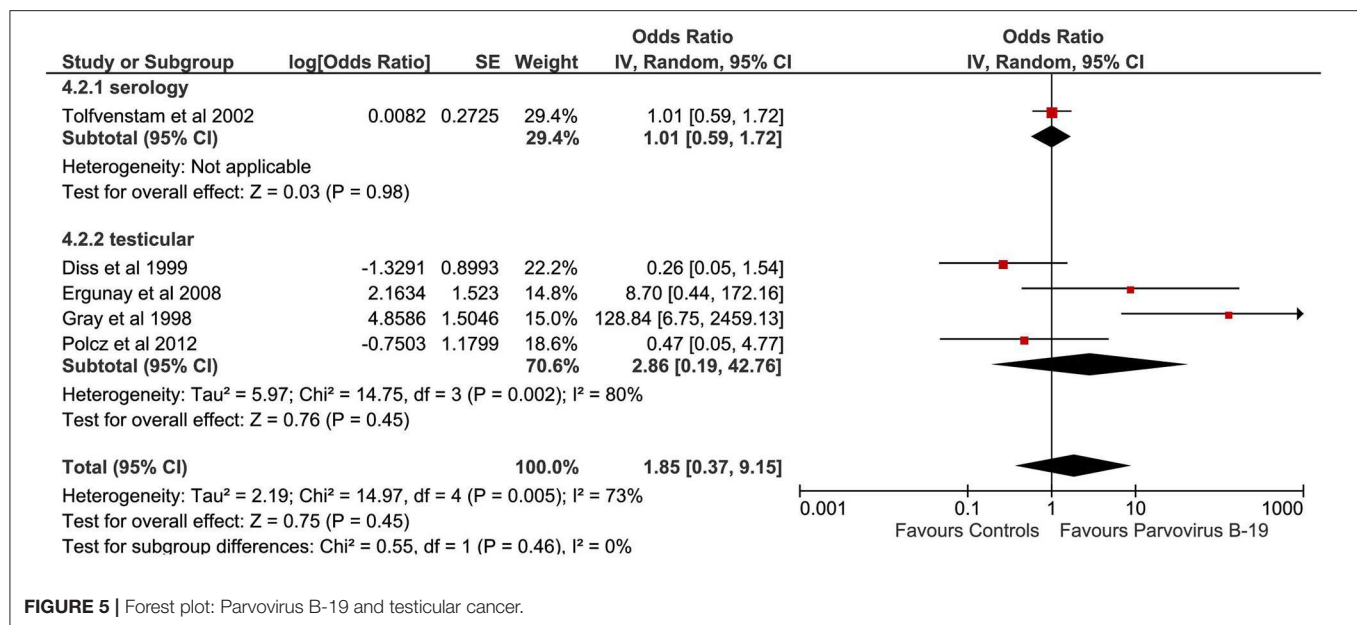 Odds Ratio Odds Ratio
Study or Subgroup log[Odds Ratio] SE Weight IV, Random, 95% CI IV, Random, 95% CI
4.2.1 serology
Tolfvenstam et al 2002 0.0082 0.2725 29.4% 1.01 [0.59, 1.72]
Subtotal (95% CI) 29.4% 1.01 [0.59, 1.72]
Heterogeneity: Not applicable
Test for overall effect: Z = 0.03 (P = 0.98)
4.2.2 testicular
Diss et al 1999 -1.3291 0.8993 22.2% 0.26 [0.05, 1.54]
Ergunay et al 2008 2.1634 1.523 14.8% 8.70 [0.44, 172.16]
Gray et al 1998 4.8586 1.5046 15.0% 128.84 [6.75, 2459.13]
Polcz et al 2012 -0.7503 1.1799 18.6% 0.47 [0.05, 4.77]
Subtotal (95% CI) 70.6% 2.86 [0.19, 42.76]
Heterogeneity: Tau² = 5.97; Chi² = 14.75, df = 3 (P = 0.002); I² = 80%
Test for overall effect: Z = 0.76 (P = 0.45)
Total (95% CI) 100.0% 1.85 [0.37, 9.15]
Heterogeneity: Tau² = 2.19; Chi² = 14.97, df = 4 (P = 0.005); I² = 73%
Test for overall effect: Z = 0.75 (P = 0.45)
Test for subgroup differences: Chi² = 0.55, df = 1 (P = 0.46), I² = 0%
0.001 0.1 1 10 1000
Favours Controls Favours Parvovirus B-19
FIGURE 5 | Forest plot: Parvovirus B-19 and testicular cancer.